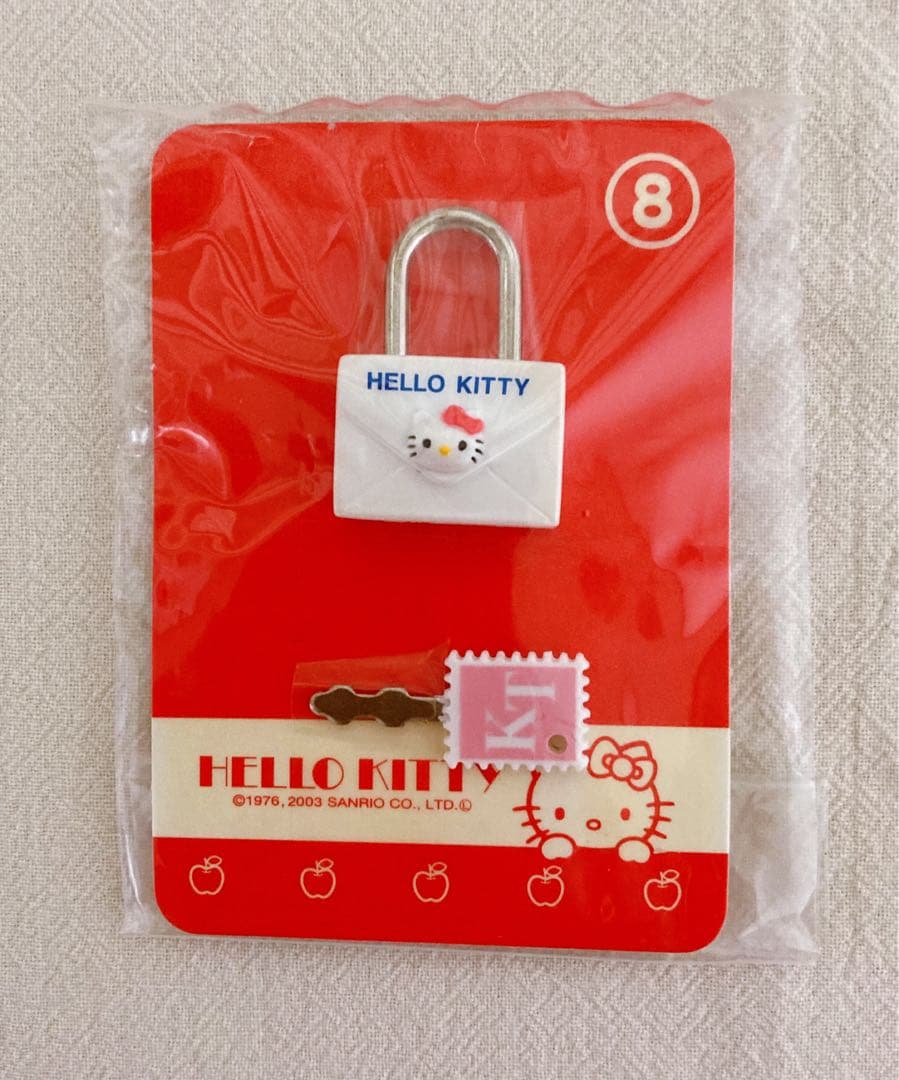 8
HELLO KITTY
KT
HELLO KITTY
©1976, 2003 SANRIO CO., LTD.Ⓛ